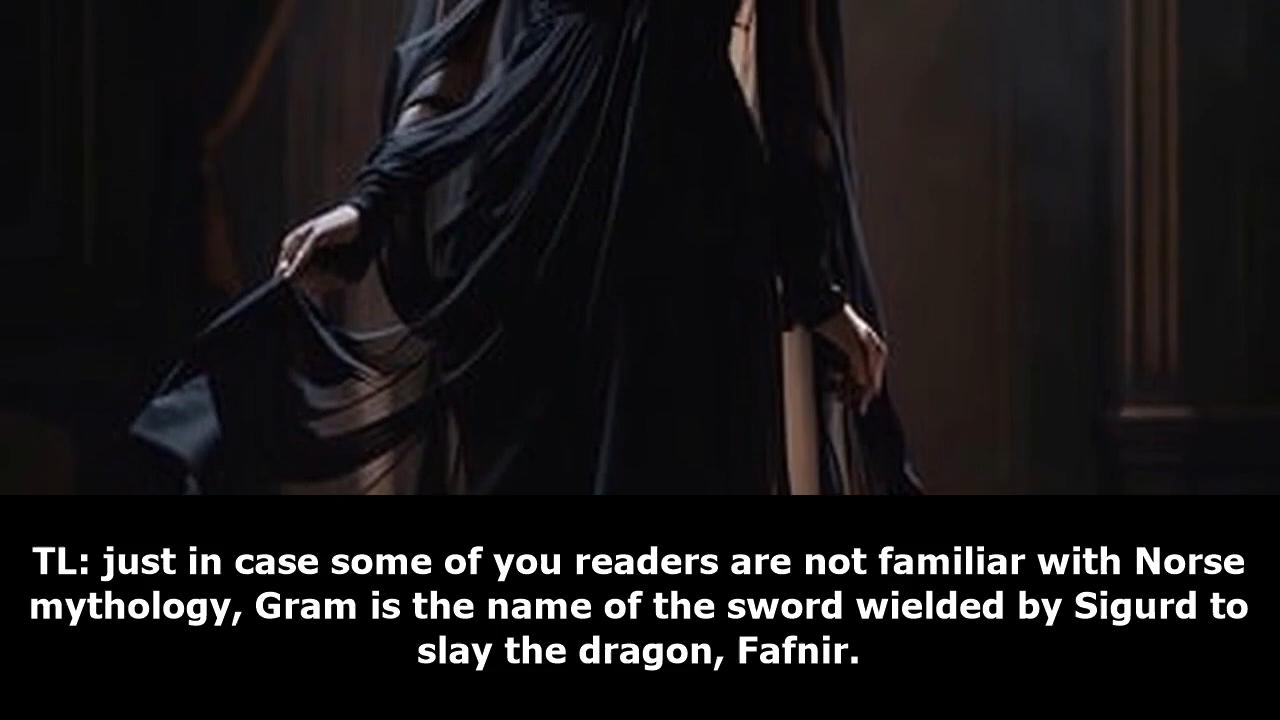 TL: just in case some of you readers are not familiar with Norse
mythology, Gram is the name of the sword wielded by Sigurd to
slay the dragon, Fafnir.